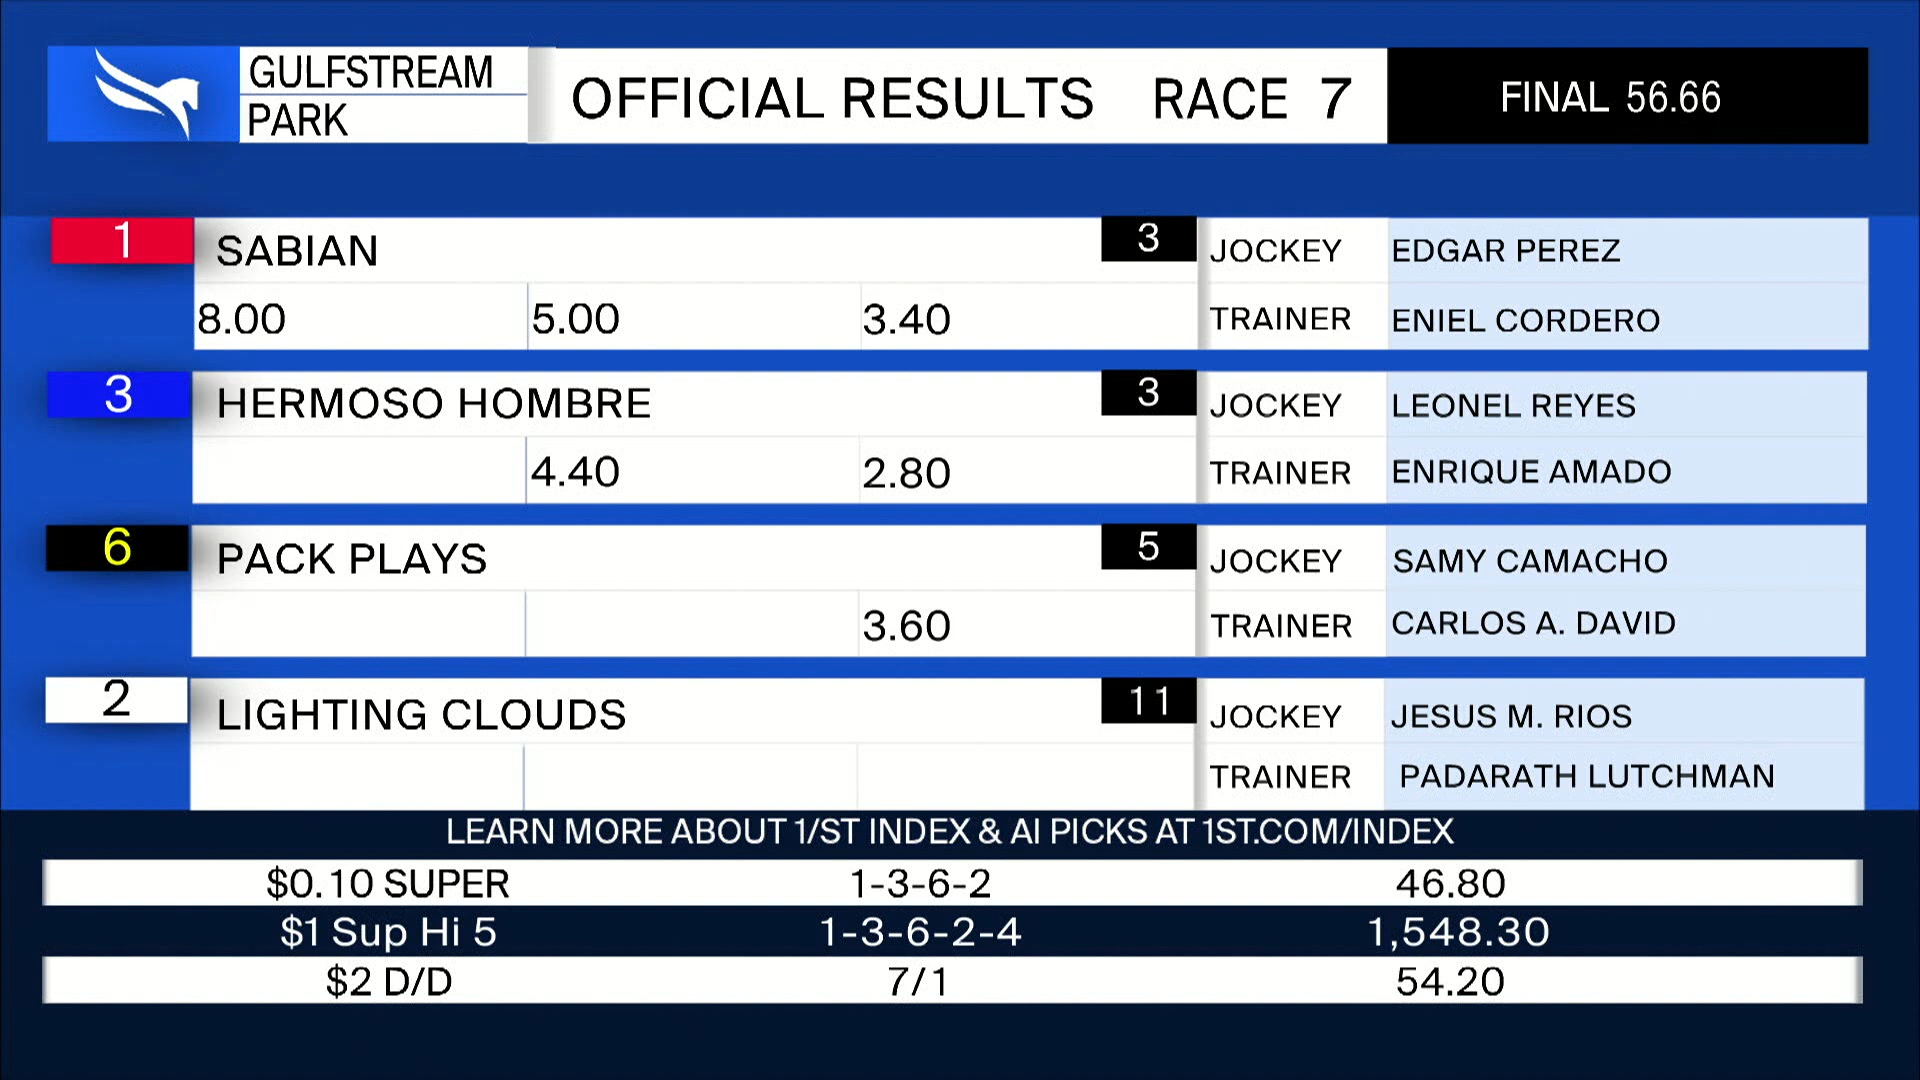 GULFSTREAM
PARK
OFFICIAL RESULTS RACE 7
FINAL 56.66
1 SABIAN 3 JOCKEY EDGAR PEREZ
8.00 5.00 3.40 TRAINER ENIEL CORDERO
3 HERMOSO HOMBRE 3 JOCKEY LEONEL REYES
4.40 2.80 TRAINER ENRIQUE AMADO
6 PACK PLAYS 5 JOCKEY SAMY CAMACHO
3.60 TRAINER CARLOS A. DAVID
2 LIGHTING CLOUDS 11 JOCKEY JESUS M. RIOS
TRAINER PADARATH LUTCHMAN
LEARN MORE ABOUT 1/ST INDEX & AI PICKS AT 1ST.COM/INDEX
$0.10 SUPER 1-3-6-2 46.80
$1 Sup Hi 5 1-3-6-2-4 1,548.30
$2 D/D 7/1 54.20